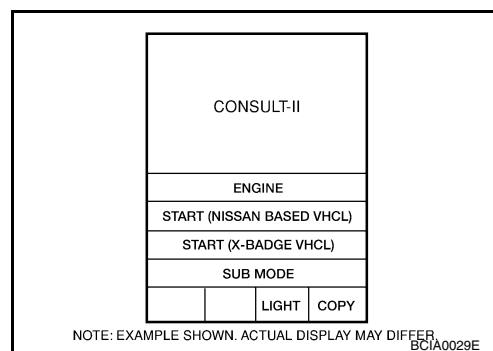 CONSULT-II
ENGINE
START (NISSAN BASED VHCL)
START (X-BADGE VHCL)
SUB MODE
LIGHT COPY
NOTE: EXAMPLE SHOWN. ACTUAL DISPLAY MAY DIFFER.
BCIA0029E